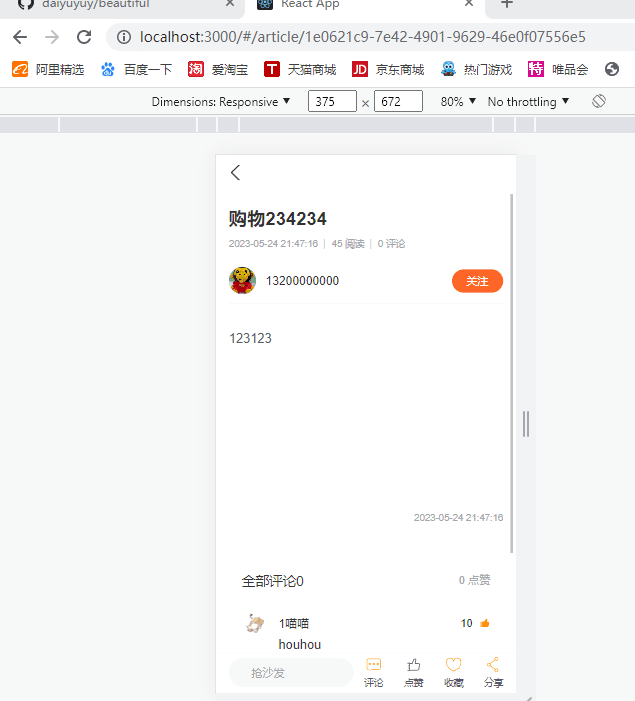 daiyuyuy/beautiful
React App
localhost:3000/#/article/1e0621c9-7e42-4901-9629-46e0f07556e5
阿里精选 百度一下 淘 爱淘宝 T 天猫商城 JD 京东商城 热门游戏 特 唯品会
Dimensions: Responsive 375 × 672 80% No throttling
购物234234
2023-05-24 21:47:16 | 45 阅读 | 0 评论
13200000000 关注
123123
2023-05-24 21:47:16
全部评论0 0 点赞
1喵喵 10
houhou
抢沙发 评论 点赞 收藏 分享